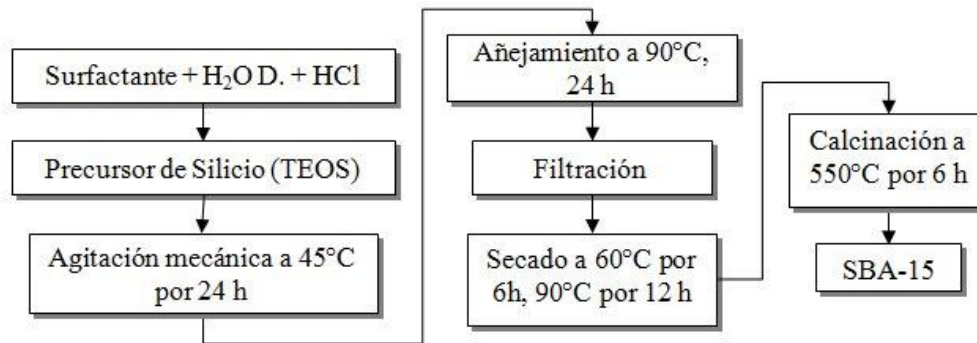 Surfactante + H₂O D. + HCl
Precursor de Silicio (TEOS)
Agitación mecánica a 45°C
por 24 h
Añejamiento a 90°C,
24 h
Filtración
Secado a 60°C por
6h, 90°C por 12 h
Calcinación a
550°C por 6 h
SBA-15